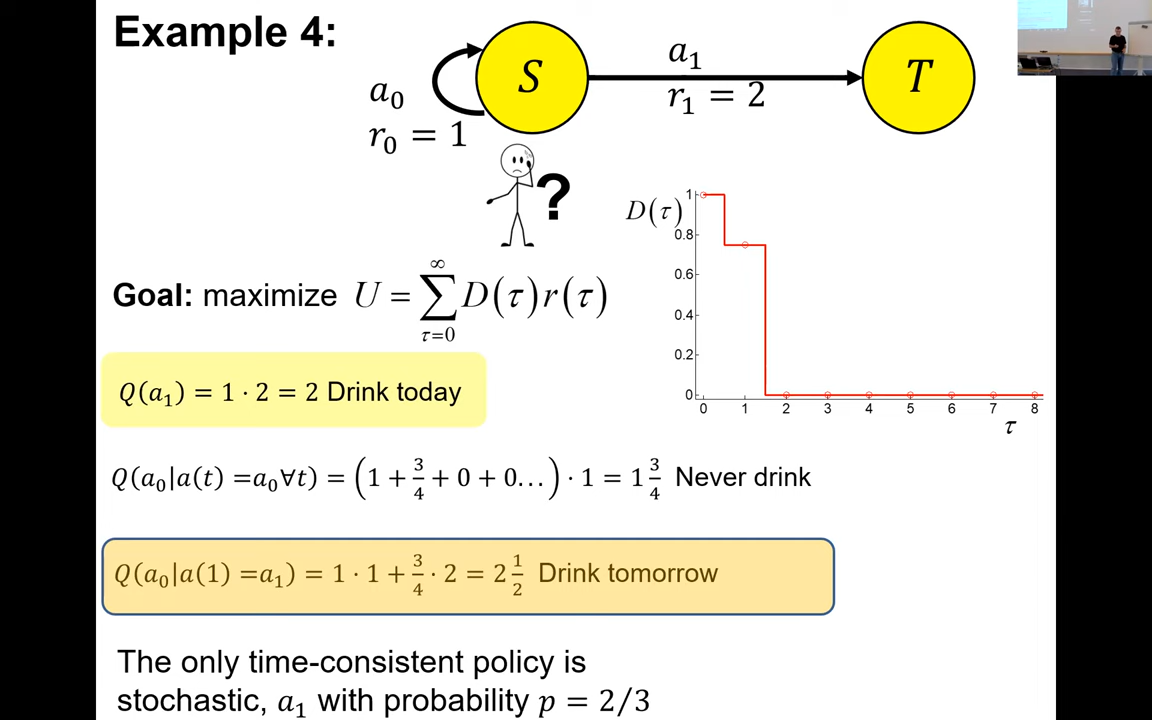 Example 4:
a₀
r₀ = 1
S
a₁
r₁ = 2
T
?
D(τ)
1
0.8
0.6
0.4
0.2
0
0 1 2 3 4 5 6 7 8
τ
Goal: maximize U = ∑_{τ=0}^{∞} D(τ)r(τ)
Q(a₁) = 1 · 2 = 2 Drink today
Q(a₀|a(t) =a₀∀t) = (1 + 3/4 + 0 + 0…) · 1 = 1 3/4 Never drink
Q(a₀|a(1) =a₁) = 1 · 1 + 3/4 · 2 = 2 1/2 Drink tomorrow
The only time-consistent policy is
stochastic, a₁ with probability p = 2/3